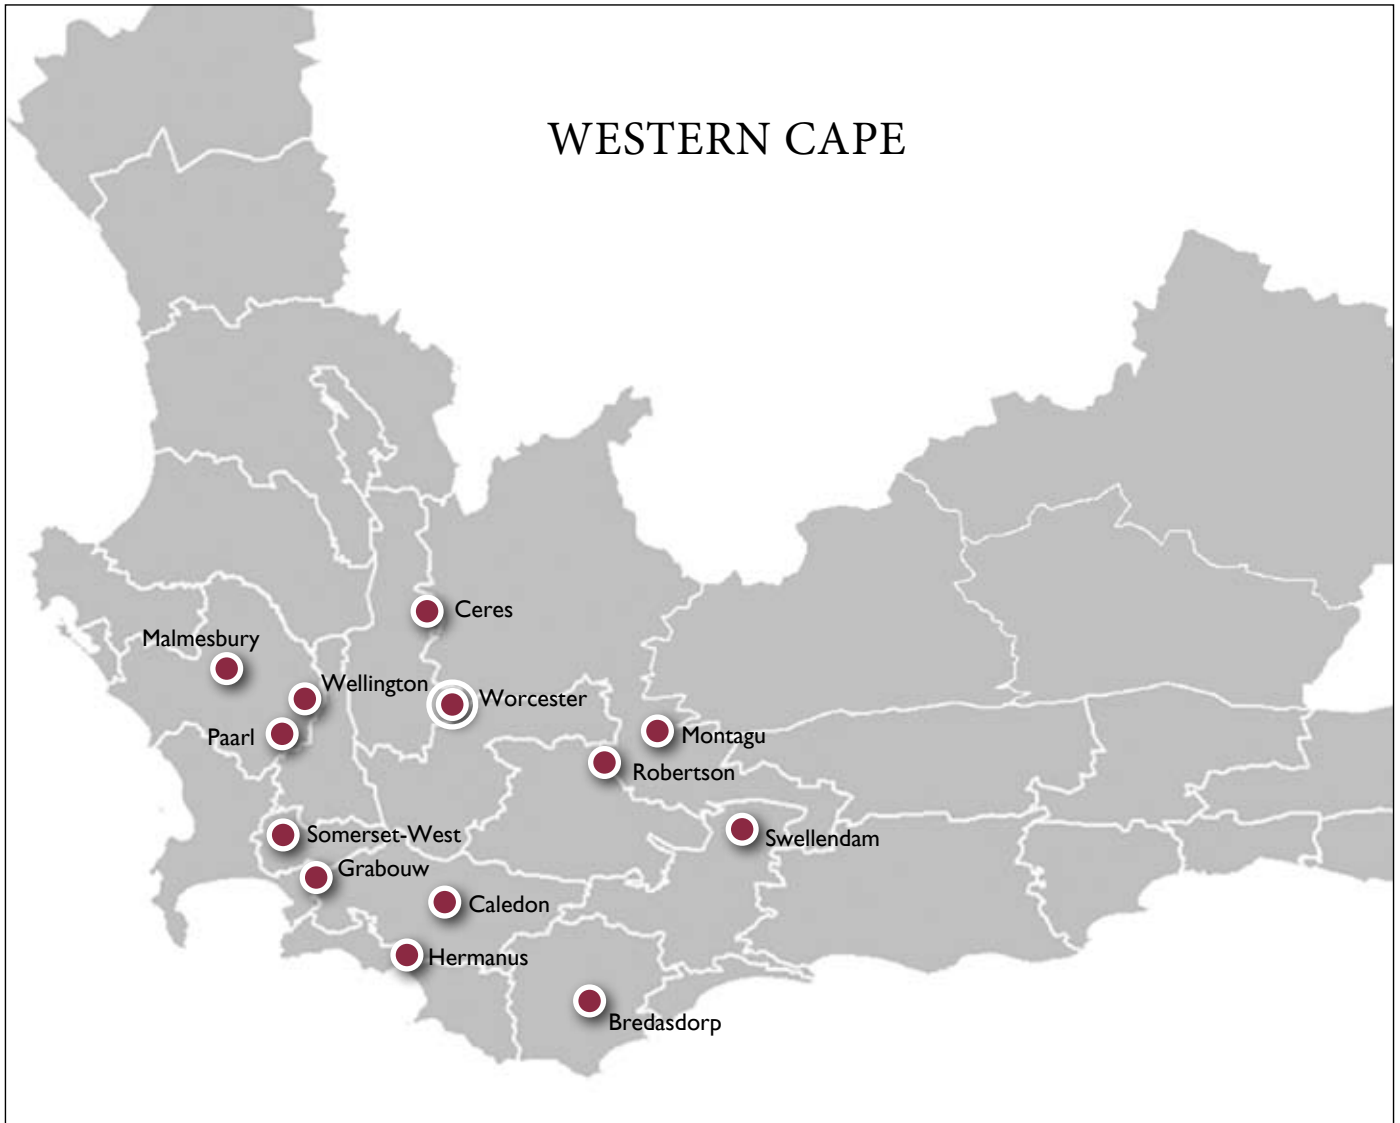 WESTERN CAPE
Ceres
Malmesbury
Wellington
Worcester
Paarl
Montagu
Robertson
Somerset-West
Swellendam
Grabouw
Caledon
Hermanus
Bredasdorp